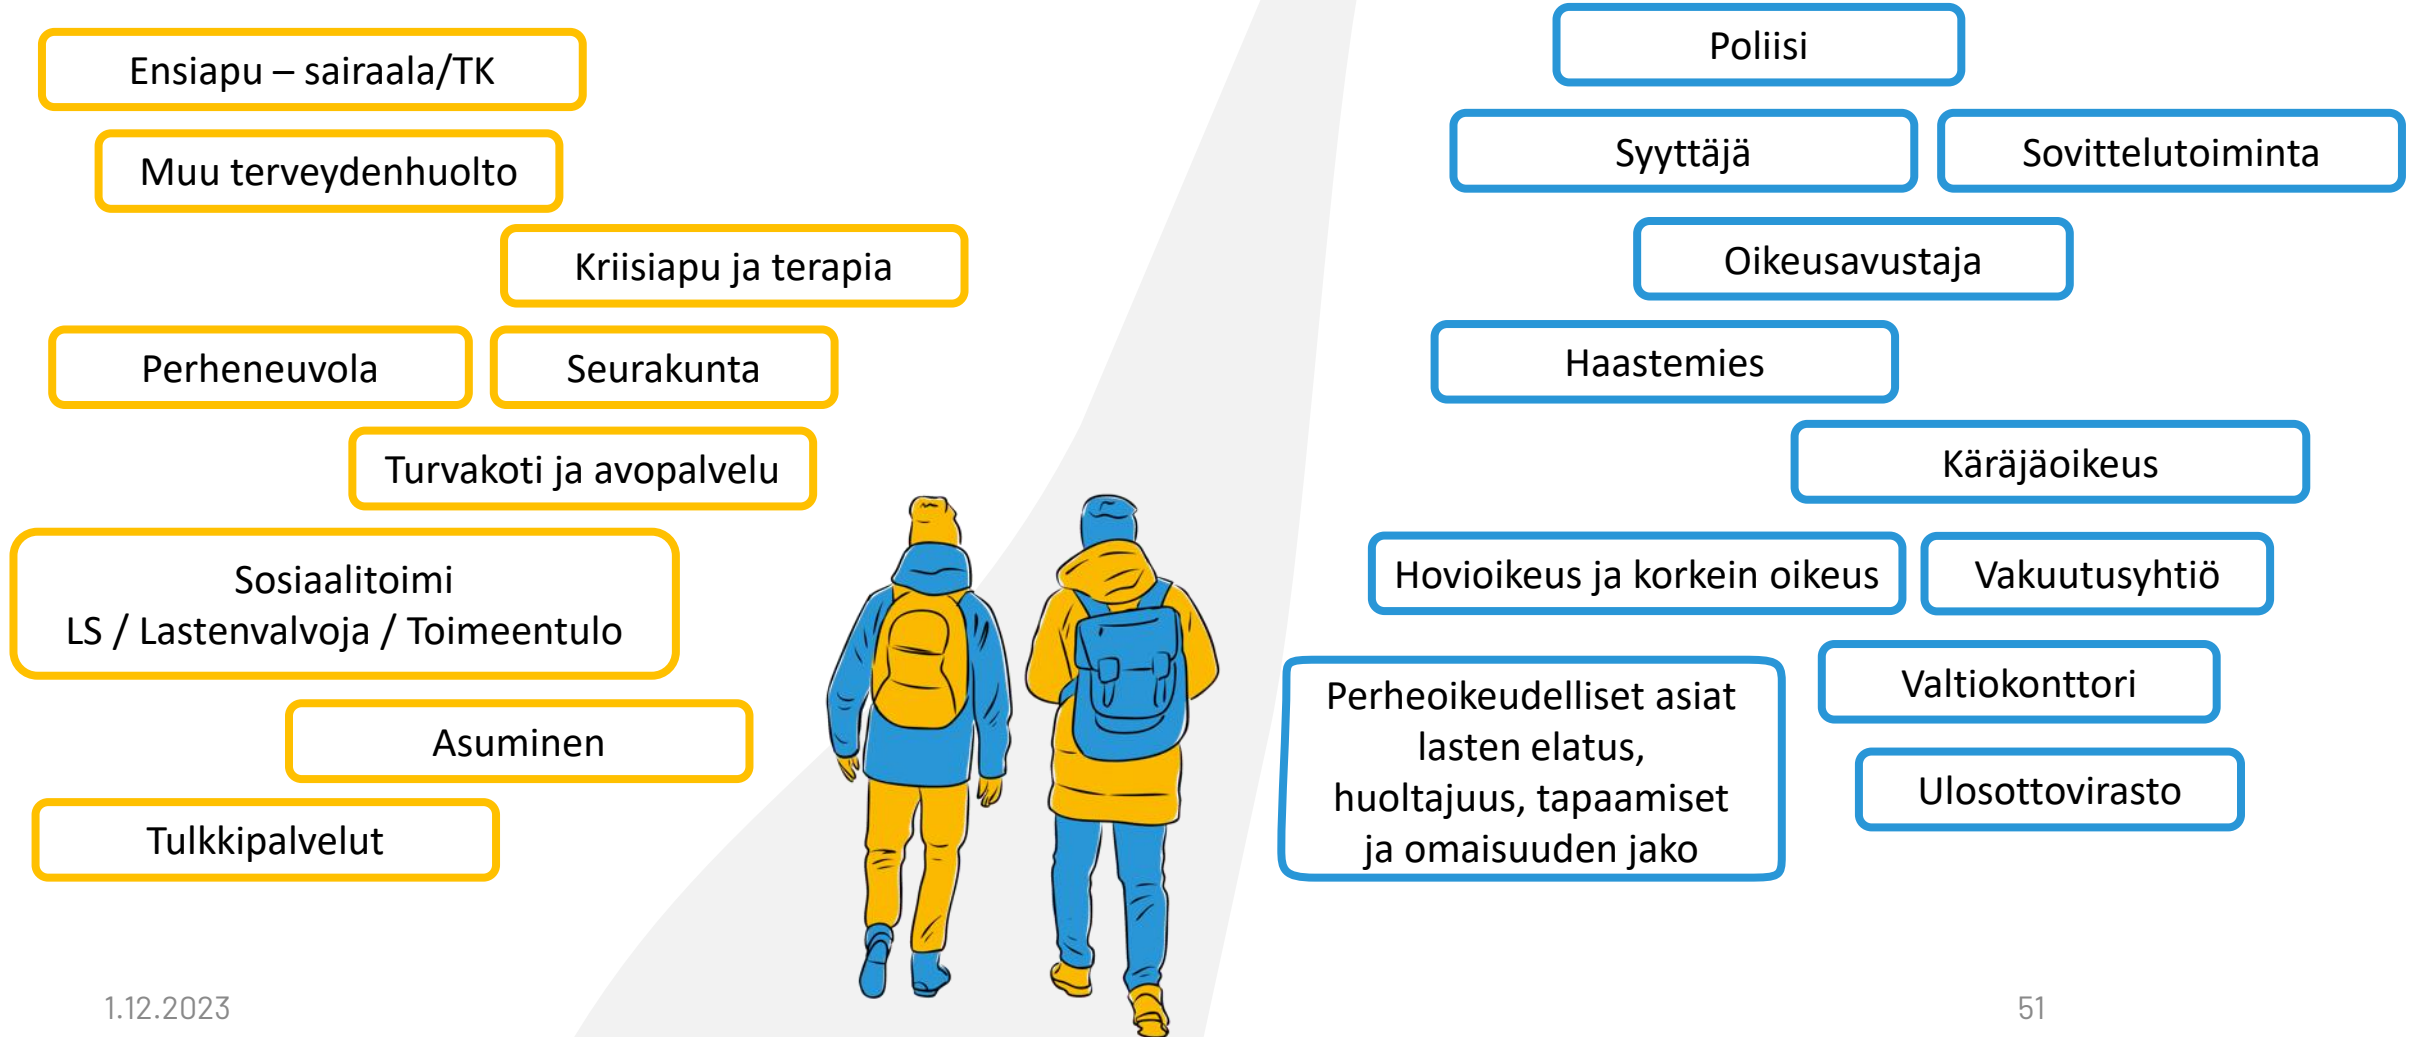 Ensiapu – sairaala/TK
Muu terveydenhuolto
Kriisiapu ja terapia
Perheneuvola
Seurakunta
Turvakoti ja avopalvelu
Sosiaalitoimi
LS / Lastenvalvoja / Toimeentulo
Asuminen
Tulkkipalvelut
Poliisi
Syyttäjä
Sovittelutoiminta
Oikeusavustaja
Haastemies
Käräjäoikeus
Hovioikeus ja korkein oikeus
Vakuutusyhtiö
Perheoikeudelliset asiat
lasten elatus,
huoltajuus, tapaamiset
ja omaisuuden jako
Valtiokonttori
Ulosottovirasto
1.12.2023
51